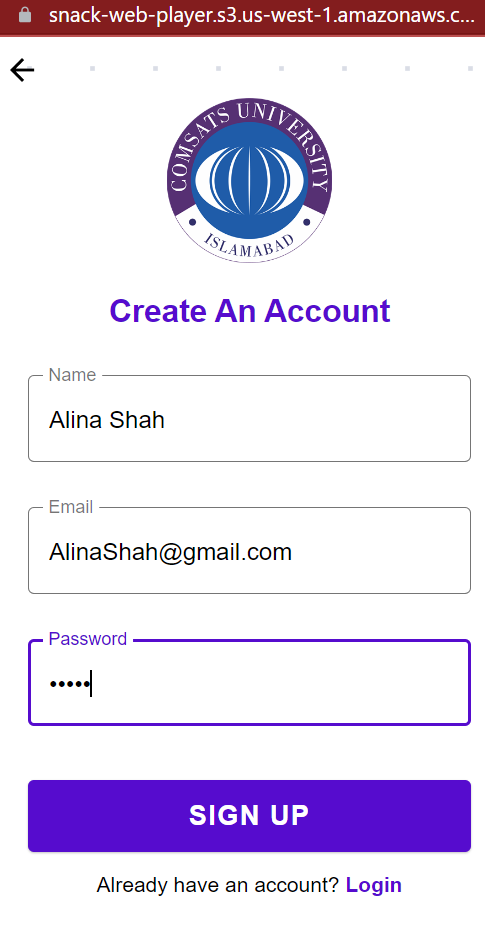 snack-web-player.s3.us-west-1.amazonaws.c...
COMSATS UNIVERSITY
ISLAMABAD
Create An Account
Name
Alina Shah
Email
AlinaShah@gmail.com
Password
•••••
SIGN UP
Already have an account? Login